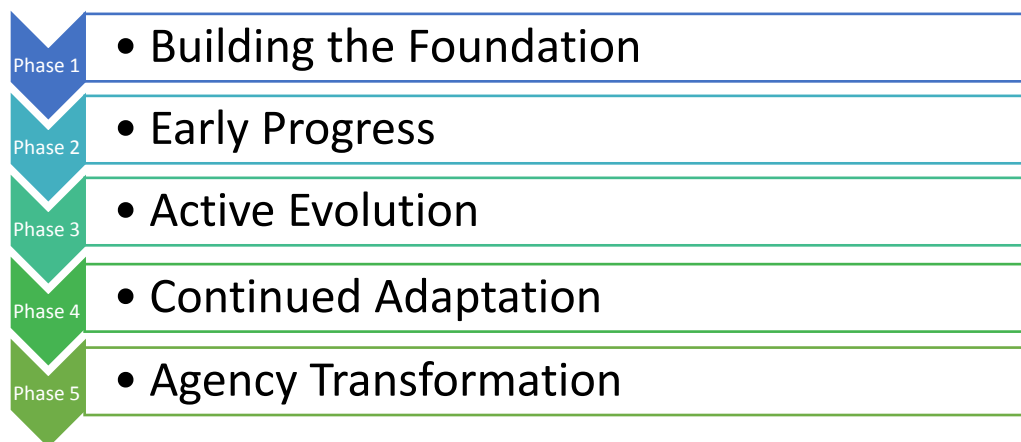 Phase 1
• Building the Foundation
Phase 2
• Early Progress
Phase 3
• Active Evolution
Phase 4
• Continued Adaptation
Phase 5
• Agency Transformation